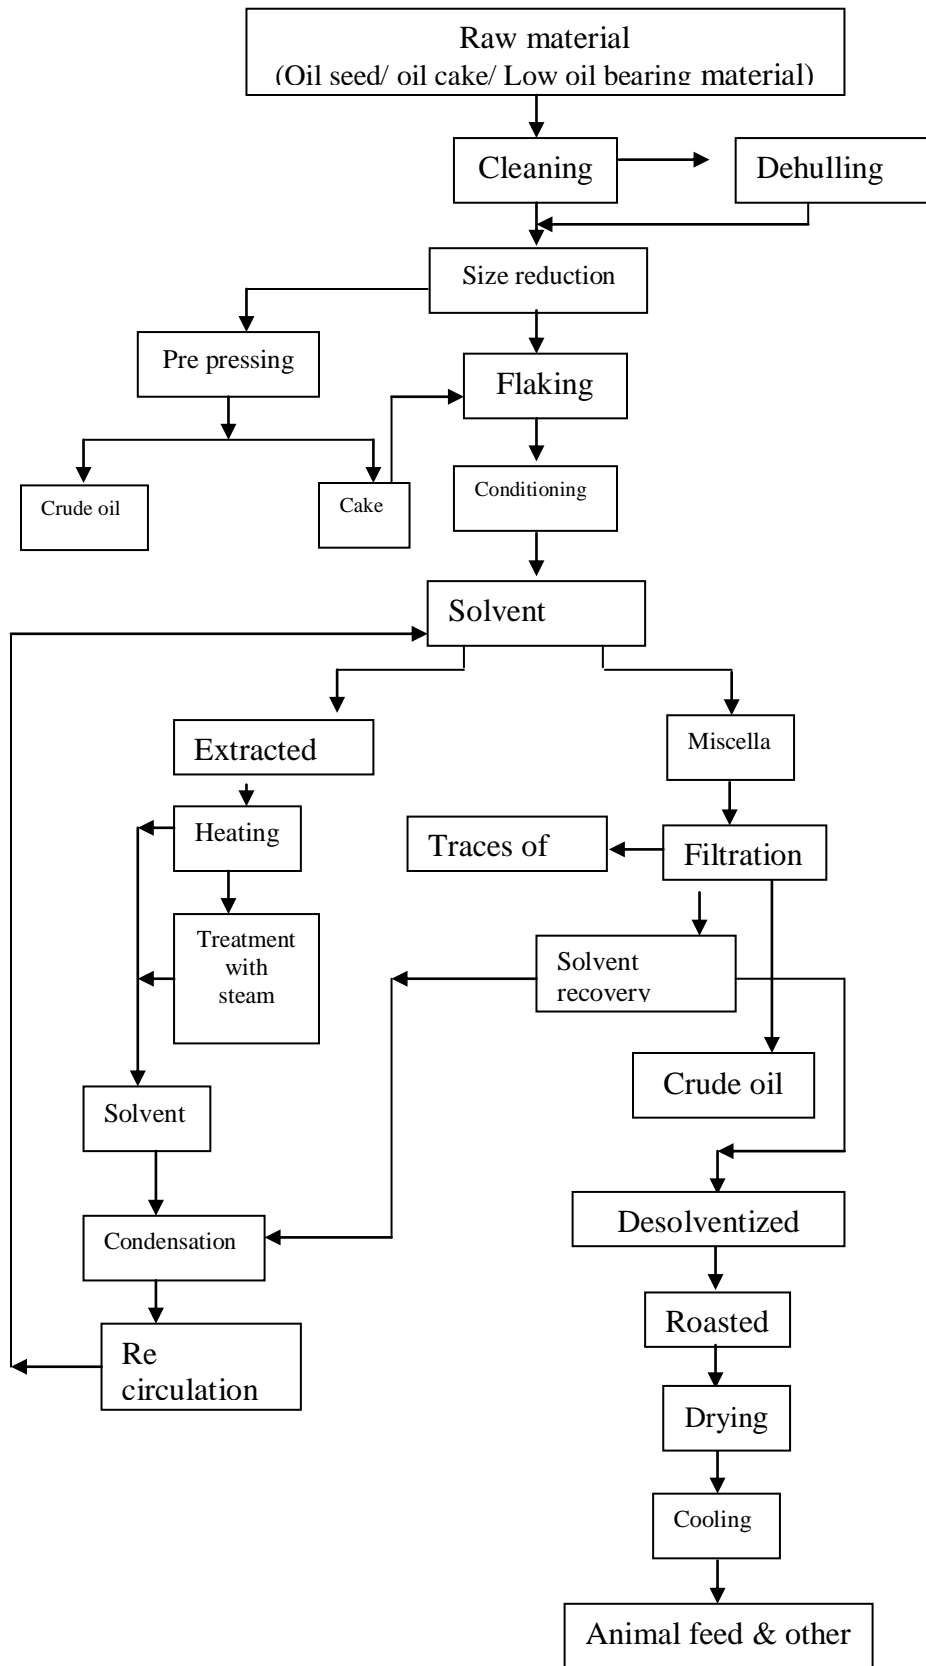 Raw material
(Oil seed/ oil cake/ Low oil bearing material)
Cleaning
Dehulling
Size reduction
Pre pressing
Flaking
Crude oil
Cake
Conditioning
Solvent
Extracted
Miscella
Heating
Traces of
Filtration
Treatment
with
steam
Solvent
recovery
Crude oil
Solvent
Condensation
Desolventized
Roasted
Re
circulation
Drying
Cooling
Animal feed & other